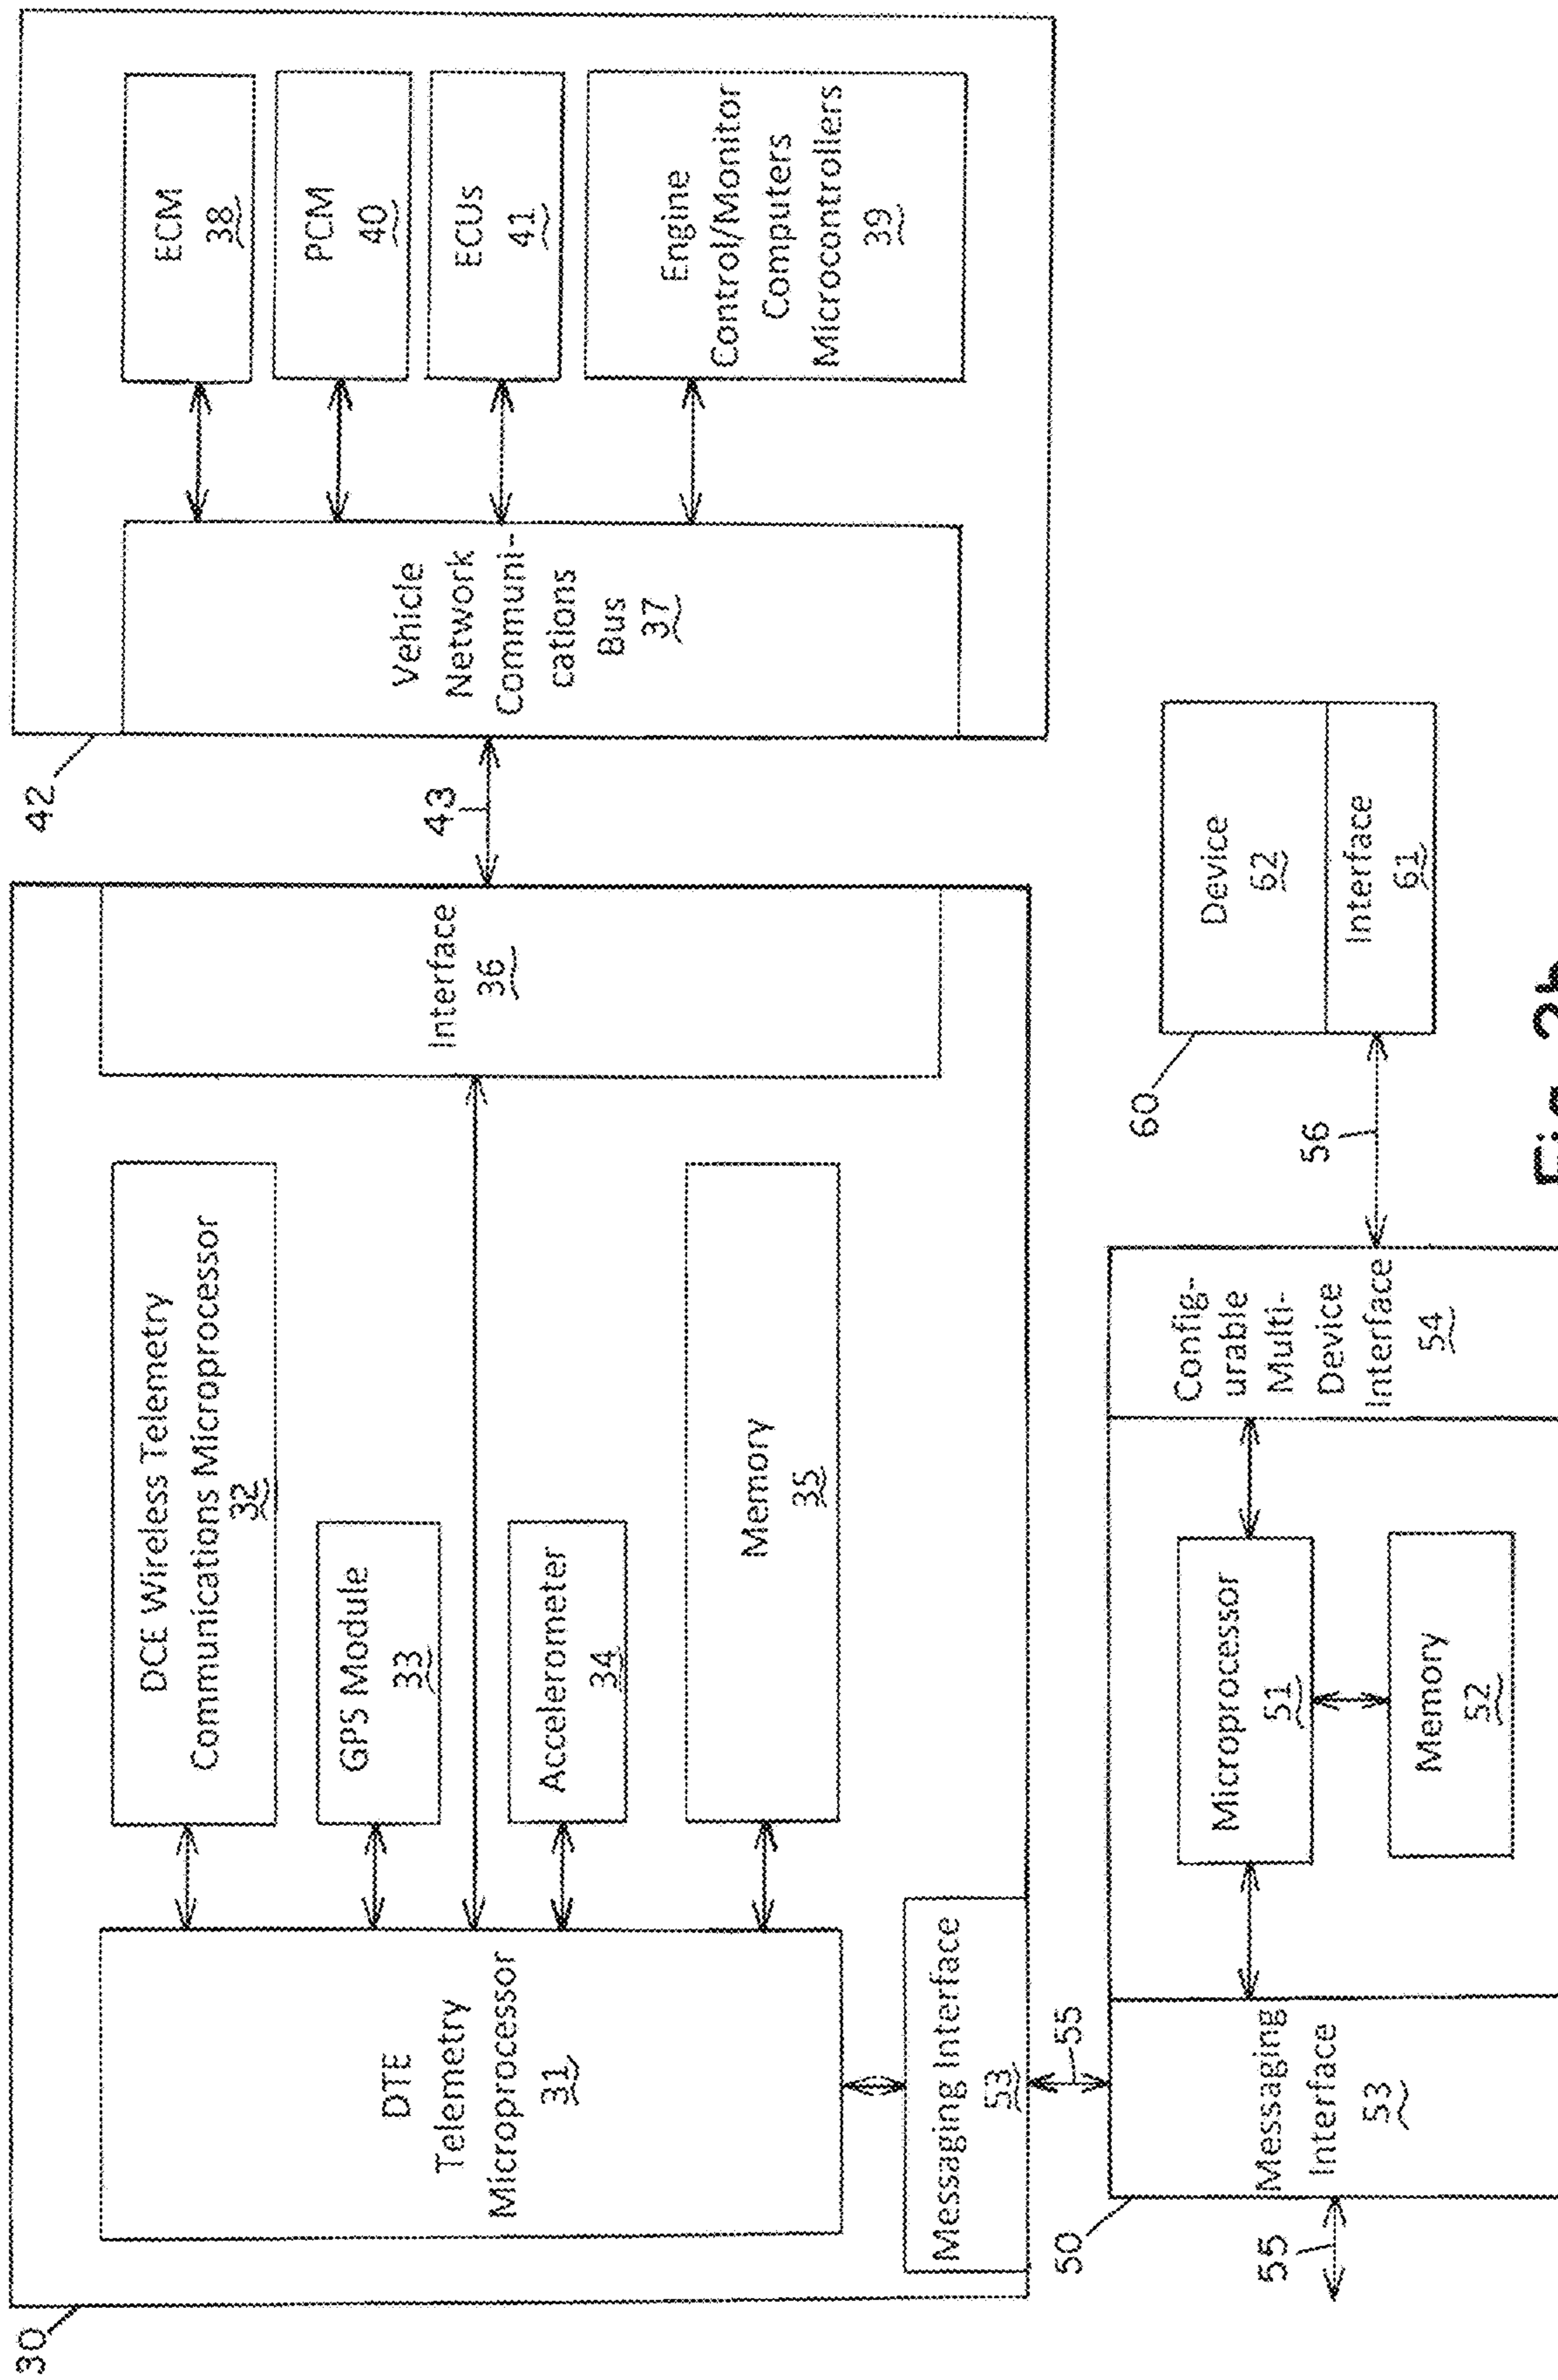 30
DTE
Telemetry
Microprocessor
31
DCE Wireless Telemetry
Communications Microprocessor
32
GPS Module
33
Accelerometer
34
Memory
35
Interface
36
Messaging Interface
53
43
42
Vehicle
Network
Communi-
cations
Bus
37
ECM
38
PCM
40
ECUs
41
Engine
Control/Monitor
Computers
Microcontrollers
39
55
50
55
Messaging
Interface
53
Microprocessor
51
Memory
52
Config-
urable
Multi-
Device
Interface
54
56
60
Device
62
Interface
61
Fig. 2b